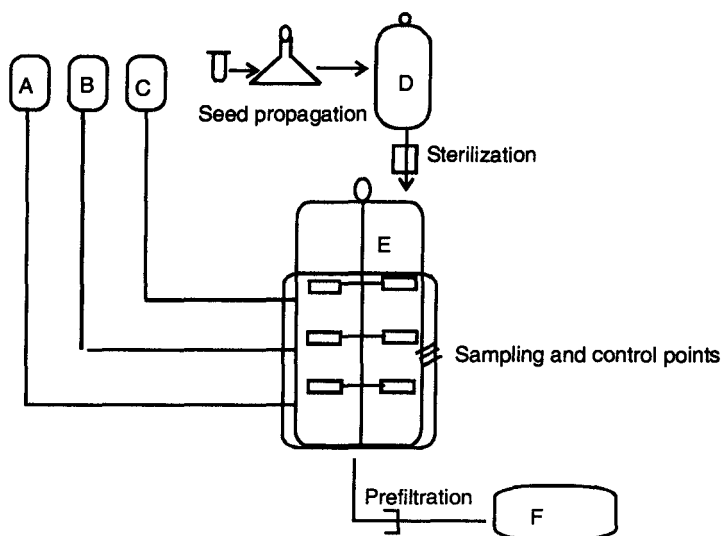 A
B
C
D
Seed propagation
Sterilization
E
Sampling and control points
Prefiltration
F